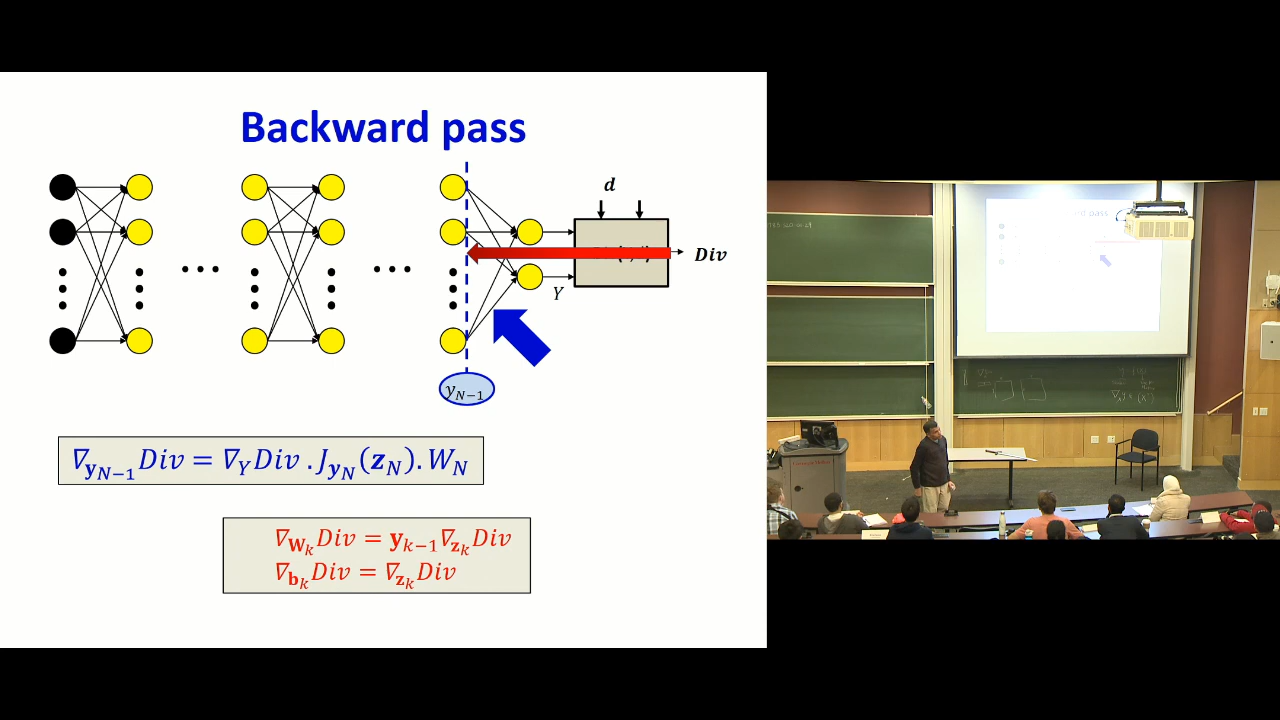 Backward pass
d
Div
Y
y_{N-1}
∇_{y_{N-1}}Div = ∇_Y Div . J_{y_N}(z_N). W_N
∇_{W_k}Div = y_{k-1}∇_{z_k}Div
∇_{b_k}Div = ∇_{z_k}Div